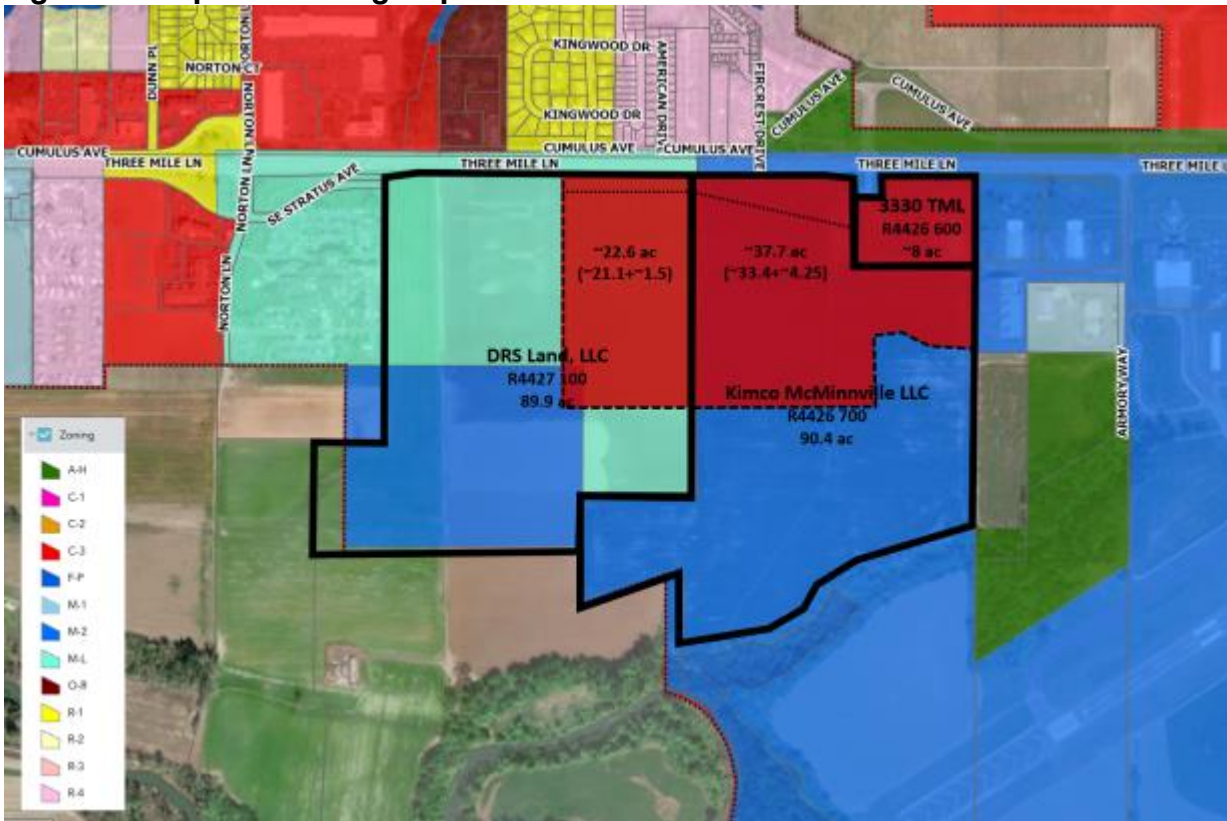 KINGWOOD DR
NORTON LN
DUNN PL
NORTON CT
AMERICAN DRIVE
FIRCREST DRIVE
CUMULUS AVE
CUMULUS AVE
KINGWOOD DR
NORTON LN
CUMULUS AVE
CUMULUS AVE
CUMULUS AVE
THREE MILE LN
THREE MILE LN
THREE MILE LN
THREE MILE L
NORTON LN
SE STRATUS AVE
3330 TML
R4426 600
~8 ac
~22.6 ac
(~21.1+~1.5)
~37.7 ac
(~33.4+~4.25)
NORTON LN
DRS Land, LLC
R4427 100
89.9 ac
Kimco McMinnville LLC
R4426 700
90.4 ac
ARMORY WAY
Zoning
A-H
C-1
C-2
C-3
F-P
M-1
M-2
M-L
O-R
R-1
R-2
R-3
R-4